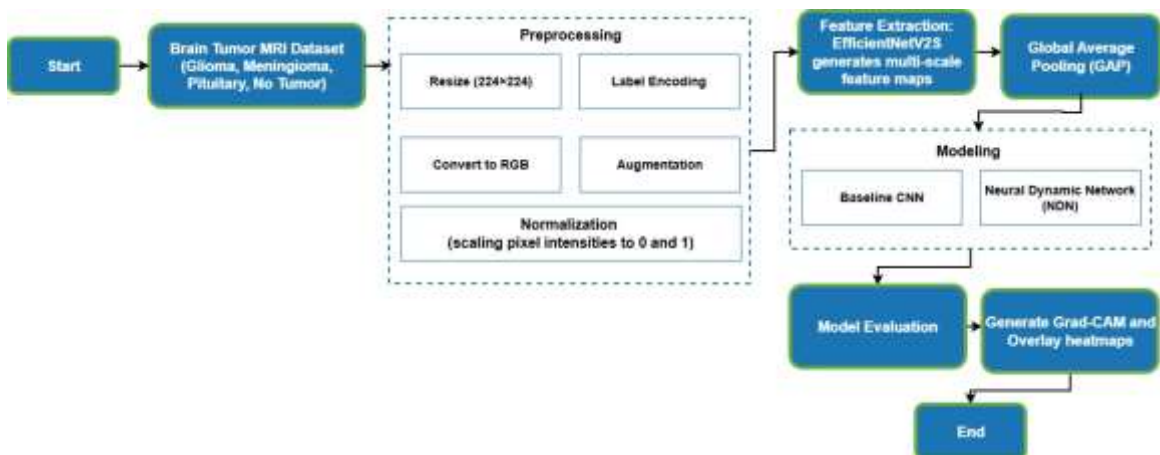 Start
Brain Tumor MRI Dataset
(Glioma, Meningioma,
Pituitary, No Tumor)
Preprocessing
Resize (224×224)
Label Encoding
Convert to RGB
Augmentation
Normalization
(scaling pixel intensities to 0 and 1)
Feature Extraction:
EfficientNetV2S
generates multi-scale
feature maps
Global Average
Pooling (GAP)
Modeling
Baseline CNN
Neural Dynamic Network
(NDN)
Model Evaluation
Generate Grad-CAM and
Overlay heatmaps
End